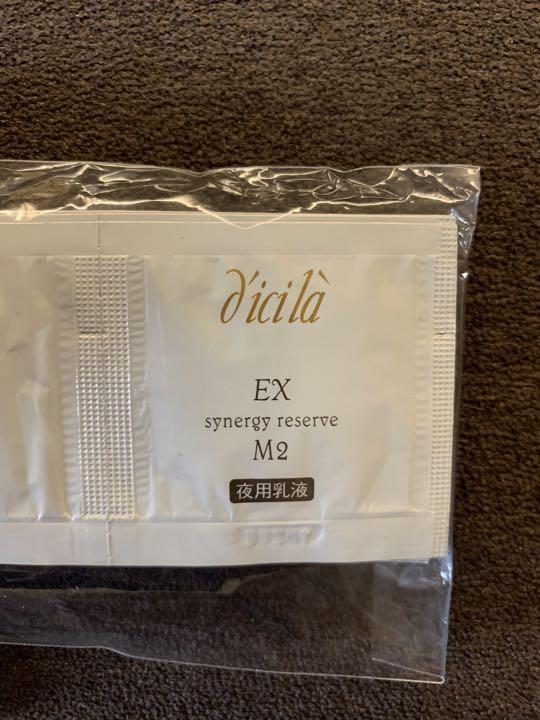 d'icilà
EX
synergy reserve
M2
夜用乳液